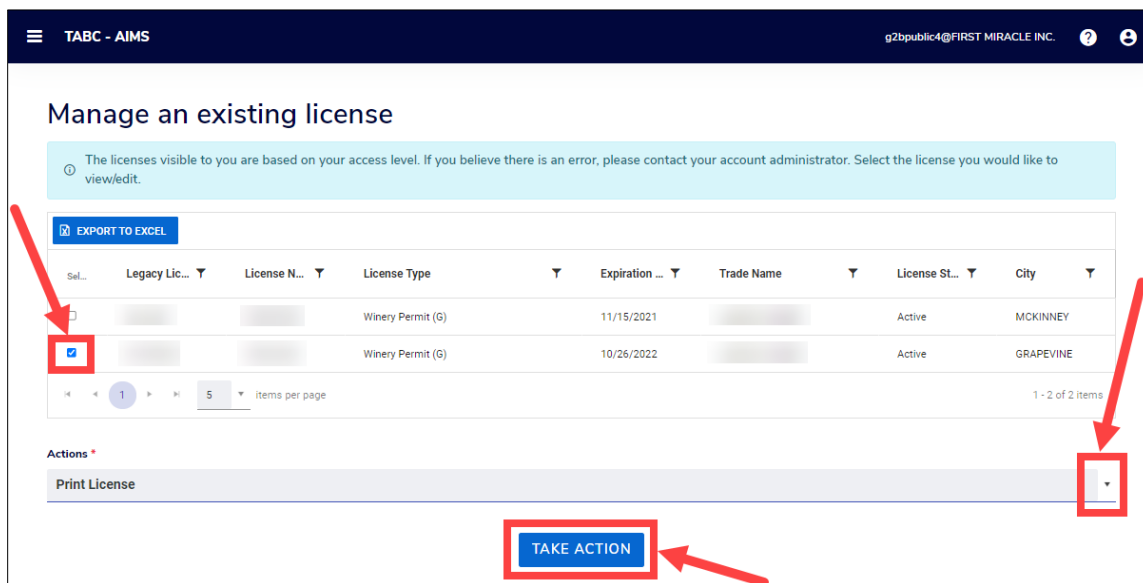 TABC - AIMS g2bpublic4@FIRST MIRACLE INC.
Manage an existing license
The licenses visible to you are based on your access level. If you believe there is an error, please contact your account administrator. Select the license you would like to
view/edit.
EXPORT TO EXCEL
Sel... Legacy Lic... License N... License Type Expiration ... Trade Name License St... City
Winery Permit (G) 11/15/2021 Active MCKINNEY
Winery Permit (G) 10/26/2022 Active GRAPEVINE
1 5 items per page 1 - 2 of 2 items
Actions *
Print License
TAKE ACTION